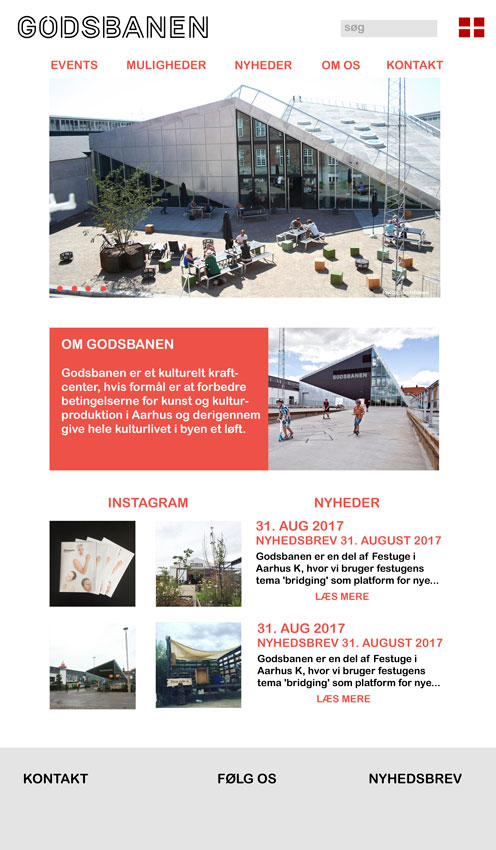 GODSBANEN
søg
EVENTS MULIGHEDER NYHEDER OM OS KONTAKT
OM GODSBANEN
Godsbanen er et kulturelt kraft-
center, hvis formål er at forbedre
betingelserne for kunst og kultur-
produktion i Aarhus og derigennem
give hele kulturlivet i byen et løft.
GODSBANEN
INSTAGRAM
NYHEDER
31. AUG 2017
NYHEDSBREV 31. AUGUST 2017
Godsbanen er en del af Festuge i
Aarhus K, hvor vi bruger festugens
tema 'bridging' som platform for nye...
LÆS MERE
31. AUG 2017
NYHEDSBREV 31. AUGUST 2017
Godsbanen er en del af Festuge i
Aarhus K, hvor vi bruger festugens
tema 'bridging' som platform for nye...
LÆS MERE
KONTAKT FØLG OS NYHEDSBREV